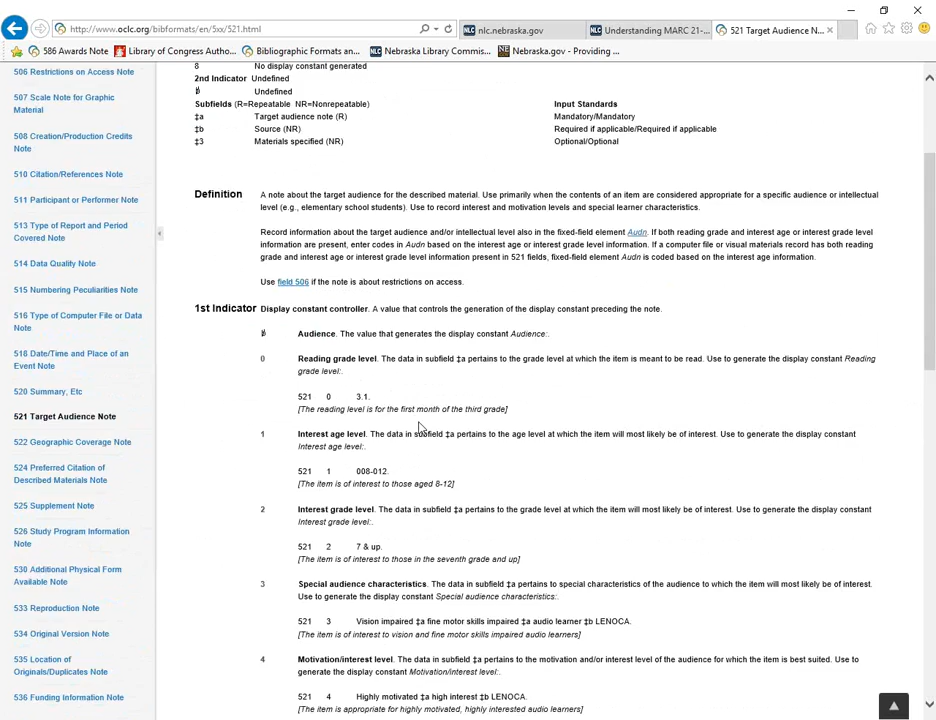 http://www.oclc.org/bibformats/en/5xx/521.html
nlc.nebraska.gov
Understanding MARC 21-...
521 Target Audience N...
586 Awards Note
Library of Congress Autho...
Bibliographic Formats an...
Nebraska Library Commis...
Nebraska.gov - Providing ...
506 Restrictions on Access Note
507 Scale Note for Graphic
Material
508 Creation/Production Credits
Note
510 Citation/References Note
511 Participant or Performer Note
513 Type of Report and Period
Covered Note
514 Data Quality Note
515 Numbering Peculiarities Note
516 Type of Computer File or Data
Note
518 Date/Time and Place of an
Event Note
520 Summary, Etc
521 Target Audience Note
522 Geographic Coverage Note
524 Preferred Citation of
Described Materials Note
525 Supplement Note
526 Study Program Information
Note
530 Additional Physical Form
Available Note
533 Reproduction Note
534 Original Version Note
535 Location of
Originals/Duplicates Note
536 Funding Information Note
8 No display constant generated
2nd Indicator Undefined
ƀ Undefined
Subfields (R=Repeatable NR=Nonrepeatable) Input Standards
‡a Target audience note (R) Mandatory/Mandatory
‡b Source (NR) Required if applicable/Required if applicable
‡3 Materials specified (NR) Optional/Optional
Definition A note about the target audience for the described material. Use primarily when the contents of an item are considered appropriate for a specific audience or intellectual
level (e.g., elementary school students). Use to record interest and motivation levels and special learner characteristics.
Record information about the target audience and/or intellectual level also in the fixed-field element Audn. If both reading grade and interest age or interest grade level
information are present, enter codes in Audn based on the interest age or interest grade level information. If a computer file or visual materials record has both reading
grade and interest age or interest grade level information present in 521 fields, fixed-field element Audn is coded based on the interest age information.
Use field 506 if the note is about restrictions on access.
1st Indicator Display constant controller. A value that controls the generation of the display constant preceding the note.
ƀ Audience. The value that generates the display constant Audience:.
0 Reading grade level. The data in subfield ‡a pertains to the grade level at which the item is meant to be read. Use to generate the display constant Reading
grade level:.
521 0 3.1.
[The reading level is for the first month of the third grade]
1 Interest age level. The data in subfield ‡a pertains to the age level at which the item will most likely be of interest. Use to generate the display constant
Interest age level:.
521 1 008-012.
[The item is of interest to those aged 8-12]
2 Interest grade level. The data in subfield ‡a pertains to the grade level at which the item will most likely be of interest. Use to generate the display constant
Interest grade level:.
521 2 7 & up.
[The item is of interest to those in the seventh grade and up]
3 Special audience characteristics. The data in subfield ‡a pertains to special characteristics of the audience to which the item will most likely be of interest.
Use to generate the display constant Special audience characteristics:.
521 3 Vision impaired ‡a fine motor skills impaired ‡a audio learner ‡b LENOCA.
[The item is of interest to vision and fine motor skills impaired audio learners]
4 Motivation/interest level. The data in subfield ‡a pertains to the motivation and/or interest level of the audience for which the item is best suited. Use to
generate the display constant Motivation/interest level:.
521 4 Highly motivated ‡a high interest ‡b LENOCA.
[The item is appropriate for highly motivated, highly interested audio learners]